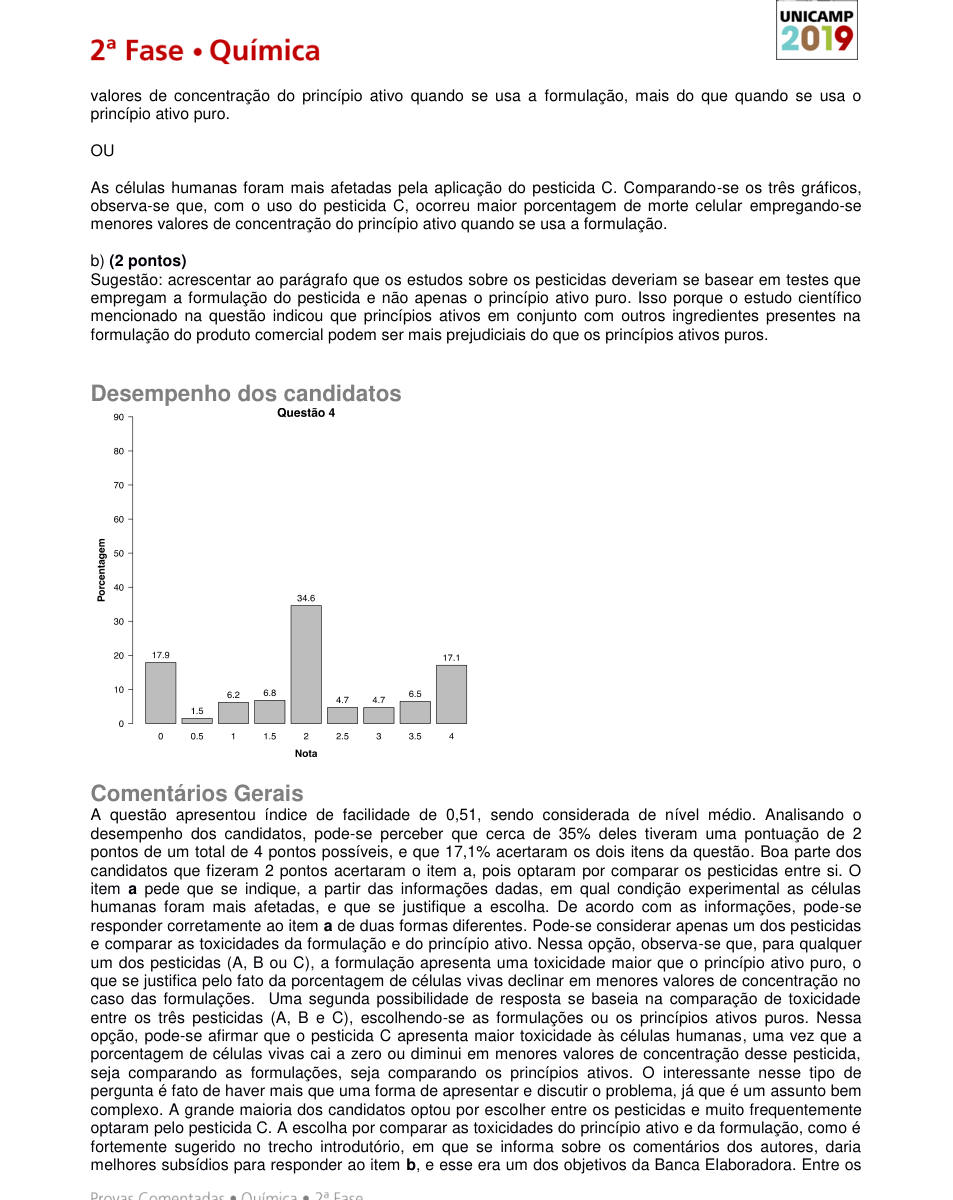 UNICAMP
2019
2ª Fase • Química
valores de concentração do princípio ativo quando se usa a formulação, mais do que quando se usa o
princípio ativo puro.
OU
As células humanas foram mais afetadas pela aplicação do pesticida C. Comparando-se os três gráficos,
observa-se que, com o uso do pesticida C, ocorreu maior porcentagem de morte celular empregando-se
menores valores de concentração do princípio ativo quando se usa a formulação.
b) (2 pontos)
Sugestão: acrescentar ao parágrafo que os estudos sobre os pesticidas deveriam se basear em testes que
empregam a formulação do pesticida e não apenas o princípio ativo puro. Isso porque o estudo científico
mencionado na questão indicou que princípios ativos em conjunto com outros ingredientes presentes na
formulação do produto comercial podem ser mais prejudiciais do que os princípios ativos puros.
Desempenho dos candidatos
Questão 4
90
80
70
60
50
40
30
20
10
0
Porcentagem
17.9
1.5
6.2
6.8
34.6
4.7
4.7
6.5
17.1
0 0.5 1 1.5 2 2.5 3 3.5 4
Nota
Comentários Gerais
A questão apresentou índice de facilidade de 0,51, sendo considerada de nível médio. Analisando o
desempenho dos candidatos, pode-se perceber que cerca de 35% deles tiveram uma pontuação de 2
pontos de um total de 4 pontos possíveis, e que 17,1% acertaram os dois itens da questão. Boa parte dos
candidatos que fizeram 2 pontos acertaram o item a, pois optaram por comparar os pesticidas entre si. O
item a pede que se indique, a partir das informações dadas, em qual condição experimental as células
humanas foram mais afetadas, e que se justifique a escolha. De acordo com as informações, pode-se
responder corretamente ao item a de duas formas diferentes. Pode-se considerar apenas um dos pesticidas
e comparar as toxicidades da formulação e do princípio ativo. Nessa opção, observa-se que, para qualquer
um dos pesticidas (A, B ou C), a formulação apresenta uma toxicidade maior que o princípio ativo puro, o
que se justifica pelo fato da porcentagem de células vivas declinar em menores valores de concentração no
caso das formulações. Uma segunda possibilidade de resposta se baseia na comparação de toxicidade
entre os três pesticidas (A, B e C), escolhendo-se as formulações ou os princípios ativos puros. Nessa
opção, pode-se afirmar que o pesticida C apresenta maior toxicidade às células humanas, uma vez que a
porcentagem de células vivas cai a zero ou diminui em menores valores de concentração desse pesticida,
seja comparando as formulações, seja comparando os princípios ativos. O interessante nesse tipo de
pergunta é fato de haver mais que uma forma de apresentar e discutir o problema, já que é um assunto bem
complexo. A grande maioria dos candidatos optou por escolher entre os pesticidas e muito frequentemente
optaram pelo pesticida C. A escolha por comparar as toxicidades do princípio ativo e da formulação, como é
fortemente sugerido no trecho introdutório, em que se informa sobre os comentários dos autores, daria
melhores subsídios para responder ao item b, e esse era um dos objetivos da Banca Elaboradora. Entre os
Provas Comentadas • Química • 2ª Fase